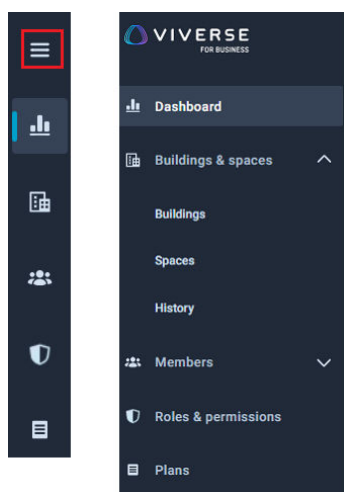 VIVERSE
FOR BUSINESS
Dashboard
Buildings & spaces
Buildings
Spaces
History
Members
Roles & permissions
Plans